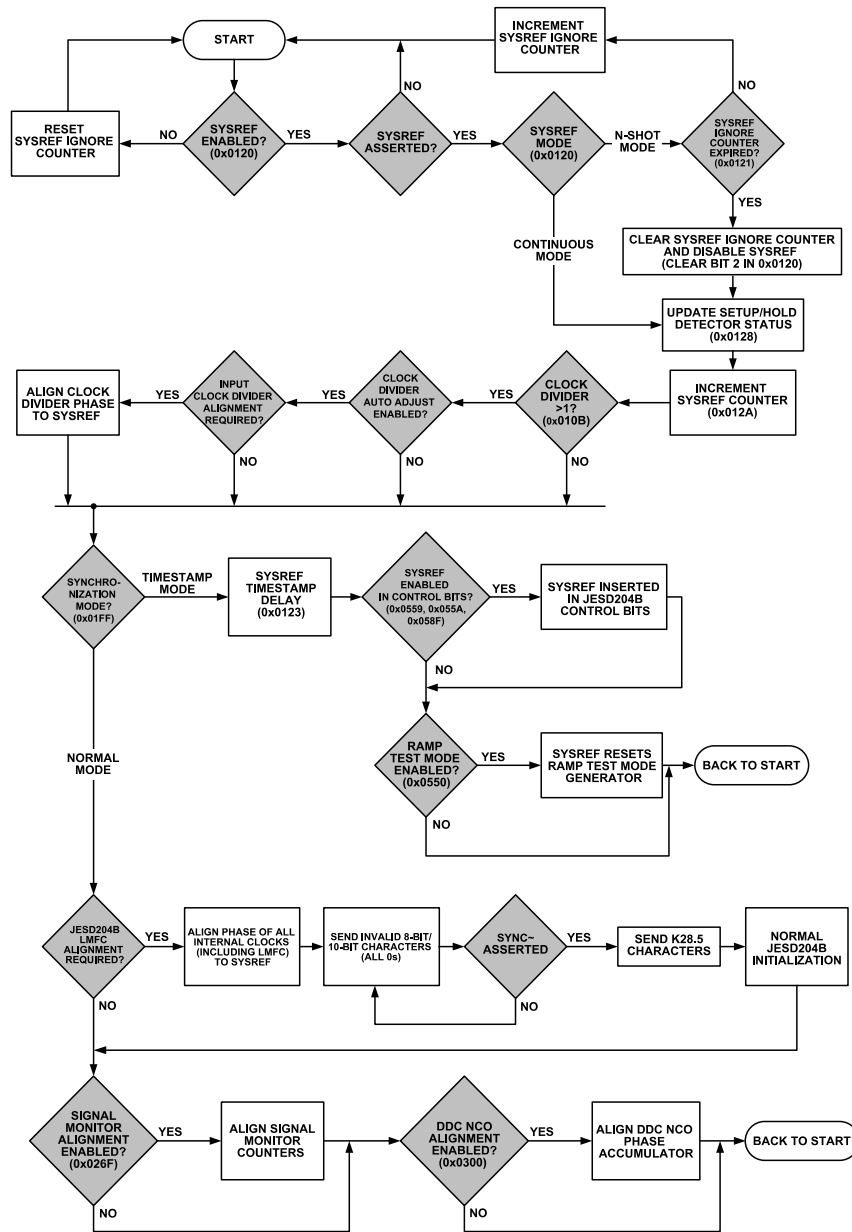 START
INCREMENT
SYSREF IGNORE
COUNTER
NO
NO
RESET
SYSREF IGNORE
COUNTER
NO
SYSREF
ENABLED?
(0x0120)
YES
SYSREF
ASSERTED?
YES
SYSREF
MODE
(0x0120)
N-SHOT
MODE
SYSREF
IGNORE
COUNTER
EXPIRED?
(0x0121)
YES
CONTINUOUS
MODE
CLEAR SYSREF IGNORE COUNTER
AND DISABLE SYSREF
(CLEAR BIT 2 IN 0x0120)
UPDATE SETUP/HOLD
DETECTOR STATUS
(0x0128)
ALIGN CLOCK
DIVIDER PHASE
TO SYSREF
YES
INPUT
CLOCK DIVIDER
ALIGNMENT
REQUIRED?
YES
CLOCK
DIVIDER
AUTO ADJUST
ENABLED?
YES
CLOCK
DIVIDER
>1?
(0x010B)
INCREMENT
SYSREF COUNTER
(0x012A)
NO
NO
NO
SYNCHRO-
NIZATION
MODE?
(0x01FF)
TIMESTAMP
MODE
SYSREF
TIMESTAMP
DELAY
(0x0123)
SYSREF
ENABLED
IN CONTROL BITS?
(0x0559, 0x055A,
0x058F)
YES
SYSREF INSERTED
IN JESD204B
CONTROL BITS
NO
NORMAL
MODE
RAMP
TEST MODE
ENABLED?
(0x0550)
YES
SYSREF RESETS
RAMP TEST MODE
GENERATOR
BACK TO START
NO
JESD204B
LMFC
ALIGNMENT
REQUIRED?
YES
ALIGN PHASE OF ALL
INTERNAL CLOCKS
(INCLUDING LMFC)
TO SYSREF
SEND INVALID 8-BIT/
10-BIT CHARACTERS
(ALL 0s)
SYNC~
ASSERTED
YES
SEND K28.5
CHARACTERS
NORMAL
JESD204B
INITIALIZATION
NO
NO
SIGNAL
MONITOR
ALIGNMENT
ENABLED?
(0x026F)
YES
ALIGN SIGNAL
MONITOR
COUNTERS
DDC NCO
ALIGNMENT
ENABLED?
(0x0300)
YES
ALIGN DDC NCO
PHASE
ACCUMULATOR
BACK TO START
NO
NO